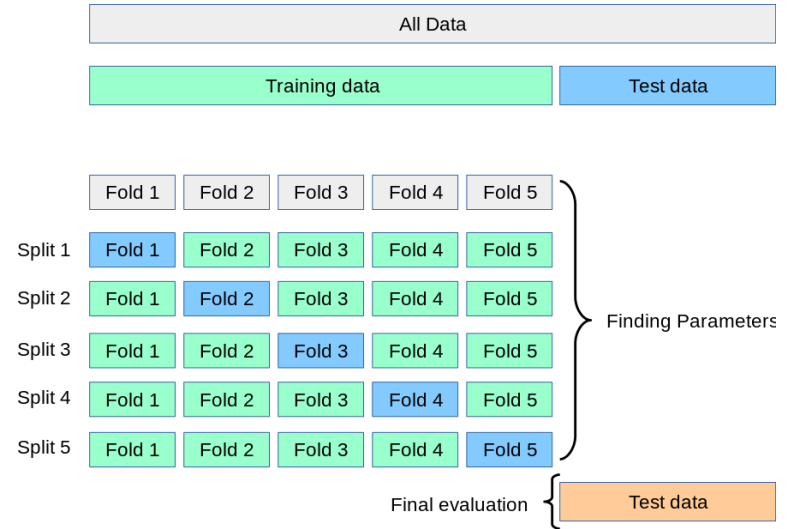 All Data
Training data Test data
Fold 1 Fold 2 Fold 3 Fold 4 Fold 5
Split 1 Fold 1 Fold 2 Fold 3 Fold 4 Fold 5
Split 2 Fold 1 Fold 2 Fold 3 Fold 4 Fold 5
Finding Parameters
Split 3 Fold 1 Fold 2 Fold 3 Fold 4 Fold 5
Split 4 Fold 1 Fold 2 Fold 3 Fold 4 Fold 5
Split 5 Fold 1 Fold 2 Fold 3 Fold 4 Fold 5
Final evaluation Test data